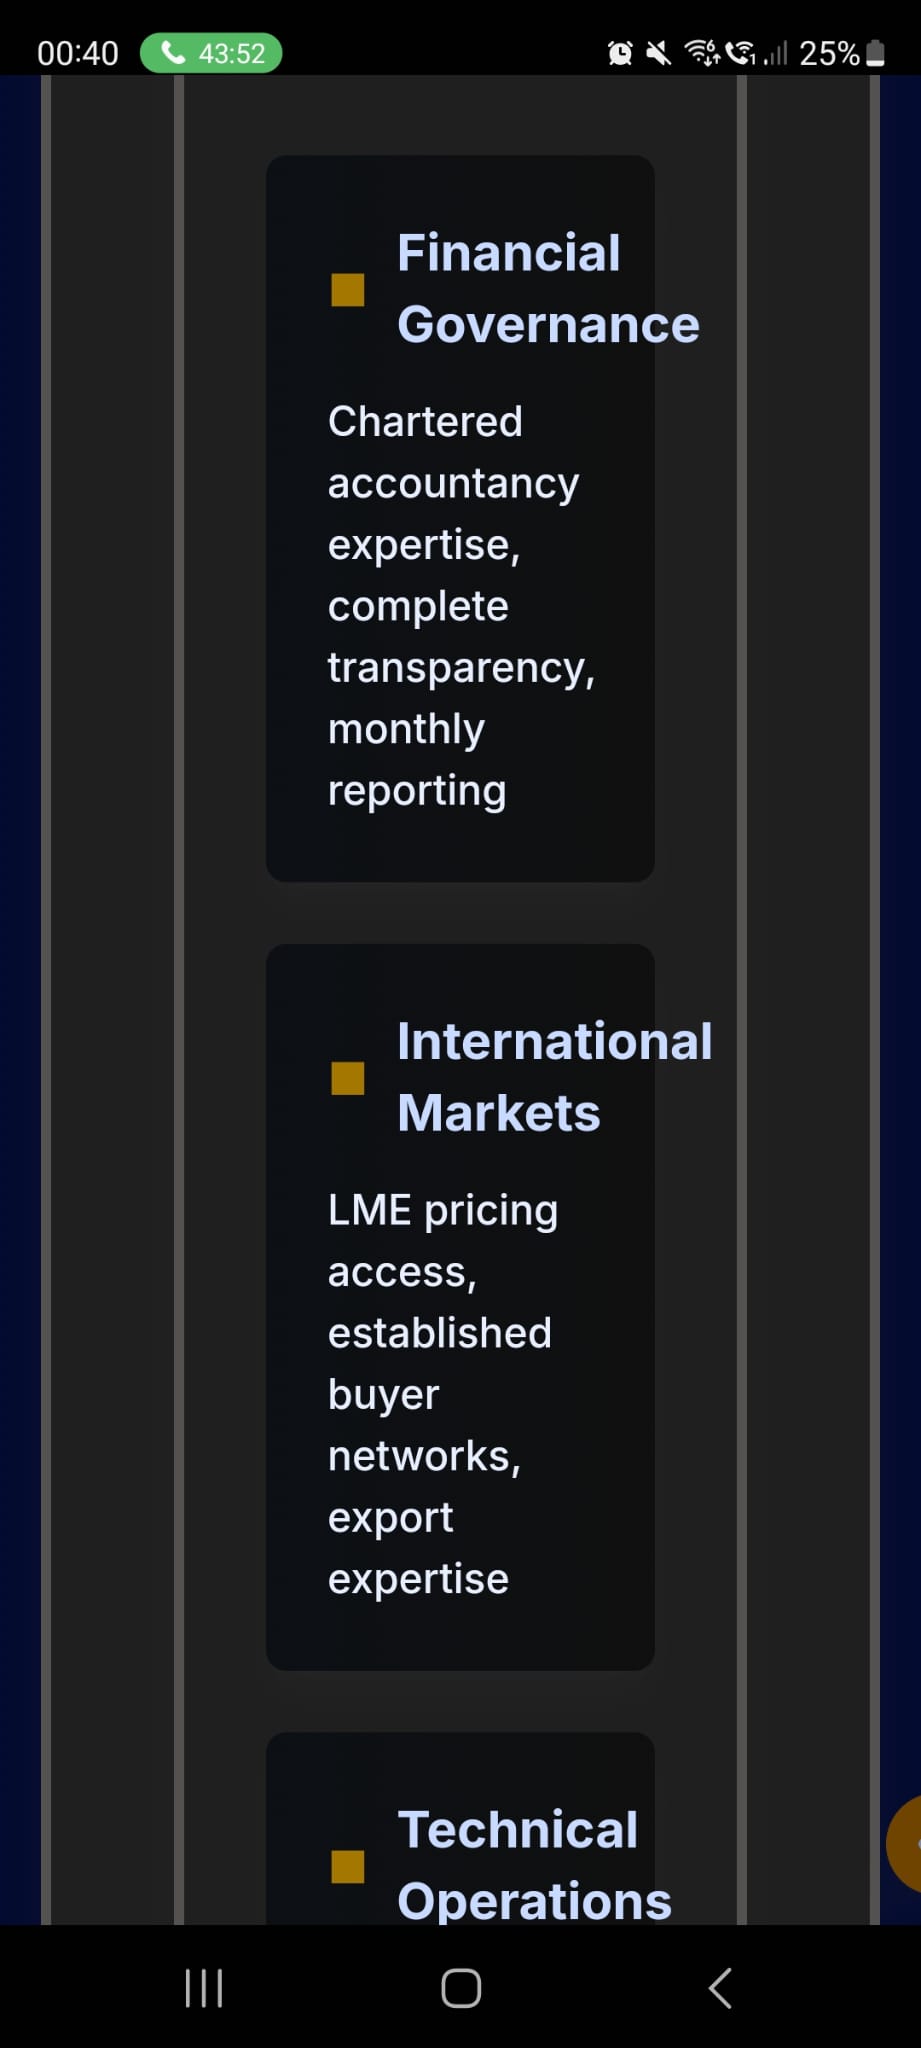 00:40 43:52 25%
Financial
Governance
Chartered
accountancy
expertise,
complete
transparency,
monthly
reporting
International
Markets
LME pricing
access,
established
buyer
networks,
export
expertise
Technical
Operations